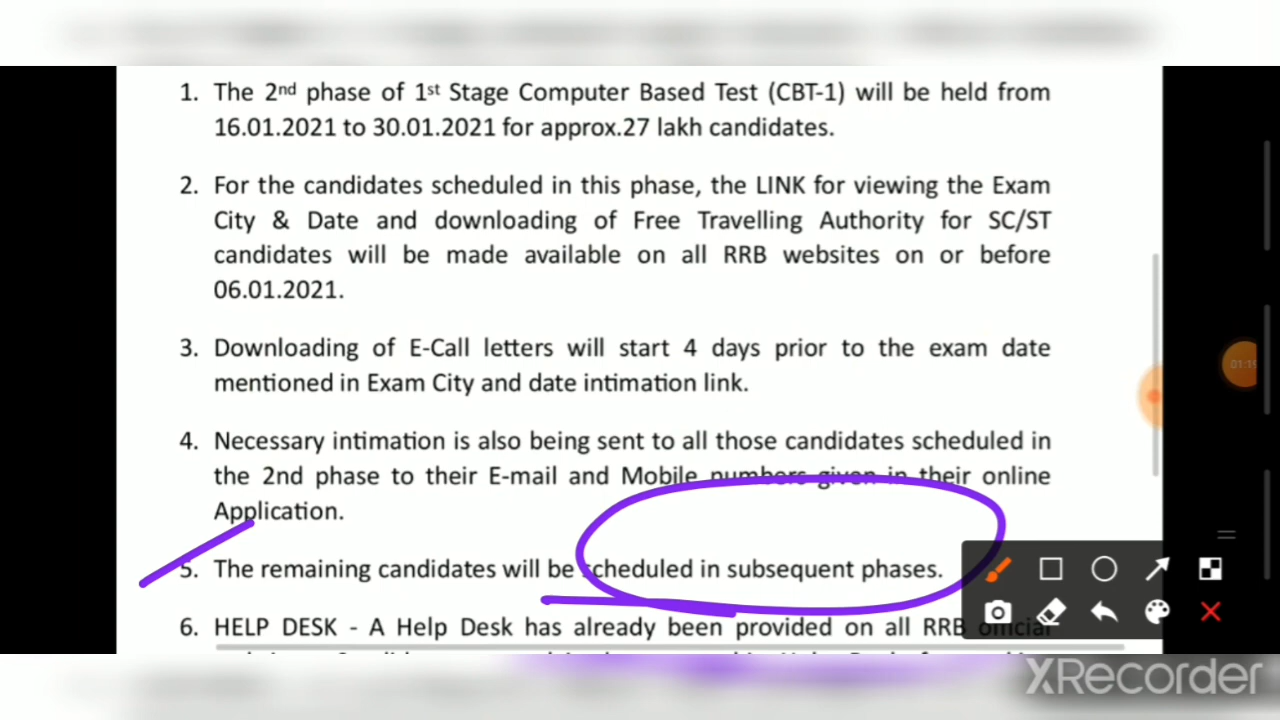 1. The 2nd phase of 1st Stage Computer Based Test (CBT-1) will be held from
16.01.2021 to 30.01.2021 for approx.27 lakh candidates.
2. For the candidates scheduled in this phase, the LINK for viewing the Exam
City & Date and downloading of Free Travelling Authority for SC/ST
candidates will be made available on all RRB websites on or before
06.01.2021.
3. Downloading of E-Call letters will start 4 days prior to the exam date
mentioned in Exam City and date intimation link.
4. Necessary intimation is also being sent to all those candidates scheduled in
the 2nd phase to their E-mail and Mobile numbers given in their online
Application.
5. The remaining candidates will be scheduled in subsequent phases.
6. HELP DESK - A Help Desk has already been provided on all RRB official
01:19
XRecorder